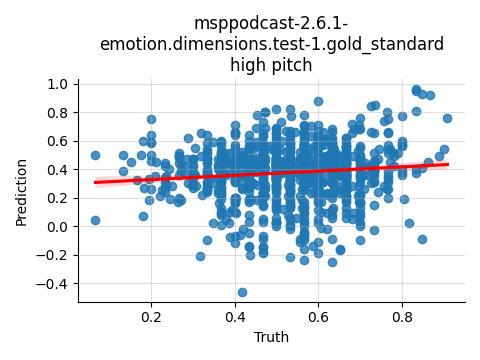 msppodcast-2.6.1-
emotion.dimensions.test-1.gold_standard
high pitch
1.0
0.8
0.6
0.4
0.2
0.0
−0.2
−0.4
Prediction
0.2 0.4 0.6 0.8
Truth